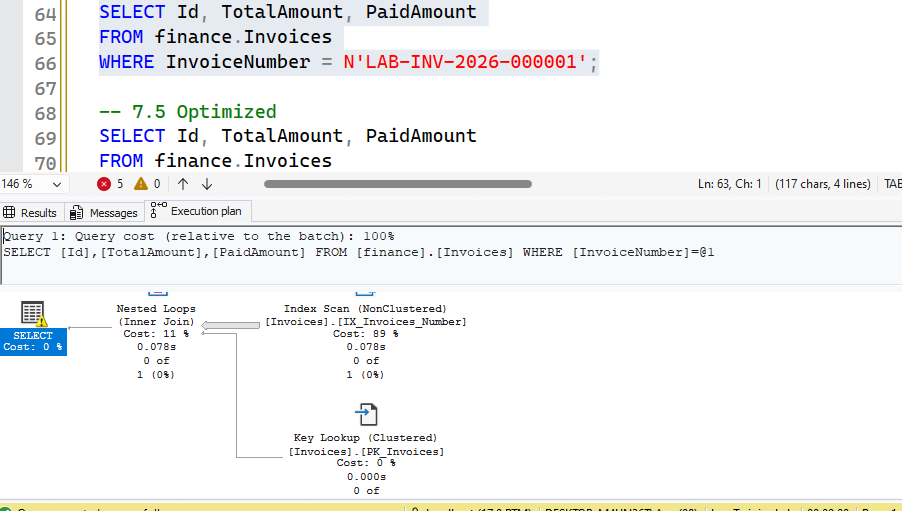 64 SELECT Id, TotalAmount, PaidAmount
65 FROM finance.Invoices
66 WHERE InvoiceNumber = N'LAB-INV-2026-000001';
67
68 -- 7.5 Optimized
69 SELECT Id, TotalAmount, PaidAmount
70 FROM finance.Invoices
146 % 5 0 Ln: 63, Ch: 1 (117 chars, 4 lines) TAB
Results Messages Execution plan
Query 1: Query cost (relative to the batch): 100%
SELECT [Id],[TotalAmount],[PaidAmount] FROM [finance].[Invoices] WHERE [InvoiceNumber]=@1
SELECT
Cost: 0 %
Nested Loops
(Inner Join)
Cost: 11 %
0.078s
0 of
1 (0%)
Index Scan (NonClustered)
[Invoices].[IX_Invoices_Number]
Cost: 89 %
0.078s
0 of
1 (0%)
Key Lookup (Clustered)
[Invoices].[PK_Invoices]
Cost: 0 %
0.000s
0 of